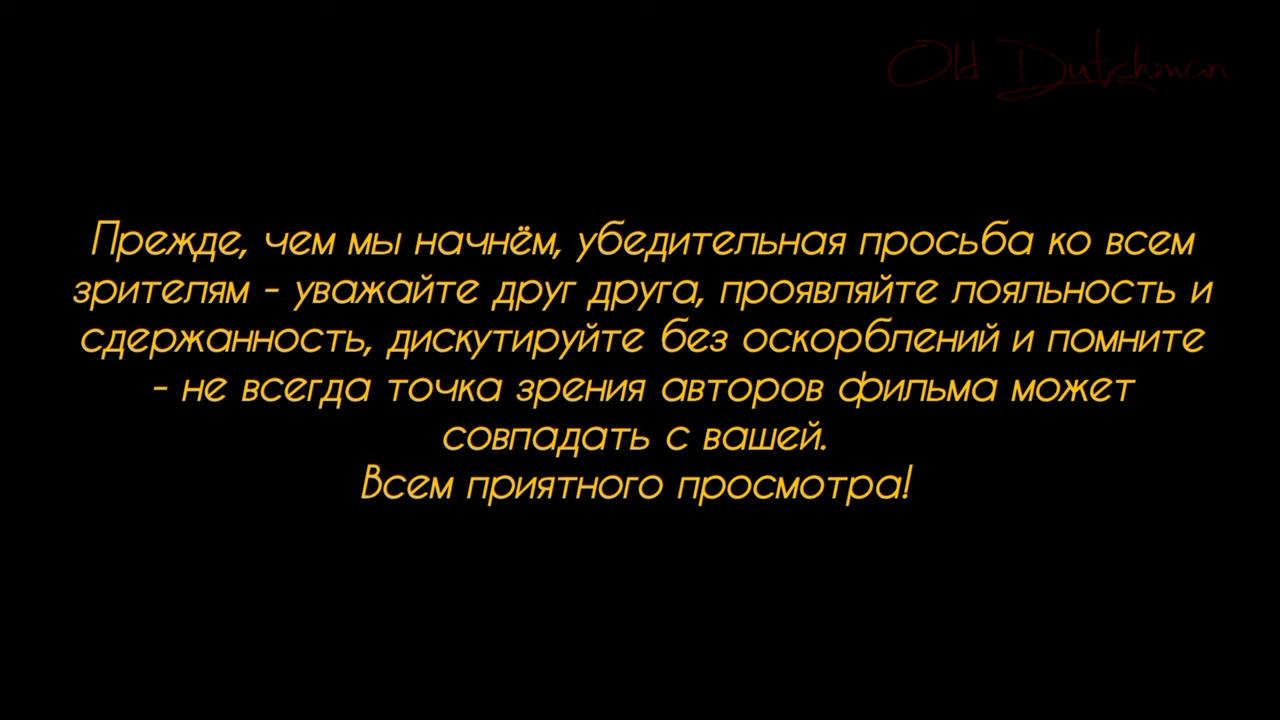 Old Dutchman
Прежде, чем мы начнём, убедительная просьба ко всем
зрителям - уважайте друг друга, проявляйте лояльность и
сдержанность, дискутируйте без оскорблений и помните
- не всегда точка зрения авторов фильма может
совпадать с вашей.
Всем приятного просмотра!